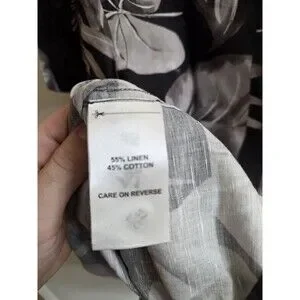 55% LINEN
45% COTTON
CARE ON REVERSE